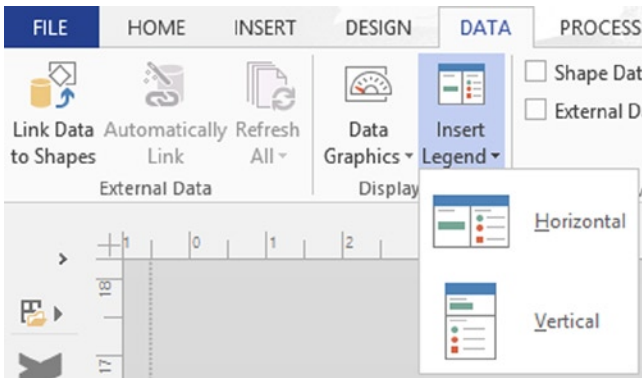 FILE HOME INSERT DESIGN DATA PROCESS
Link Data Automatically Refresh Data Insert Shape Dat
to Shapes Link All Graphics Legend External D
External Data Display
Horizontal
Vertical
1 0 1 2
18
17